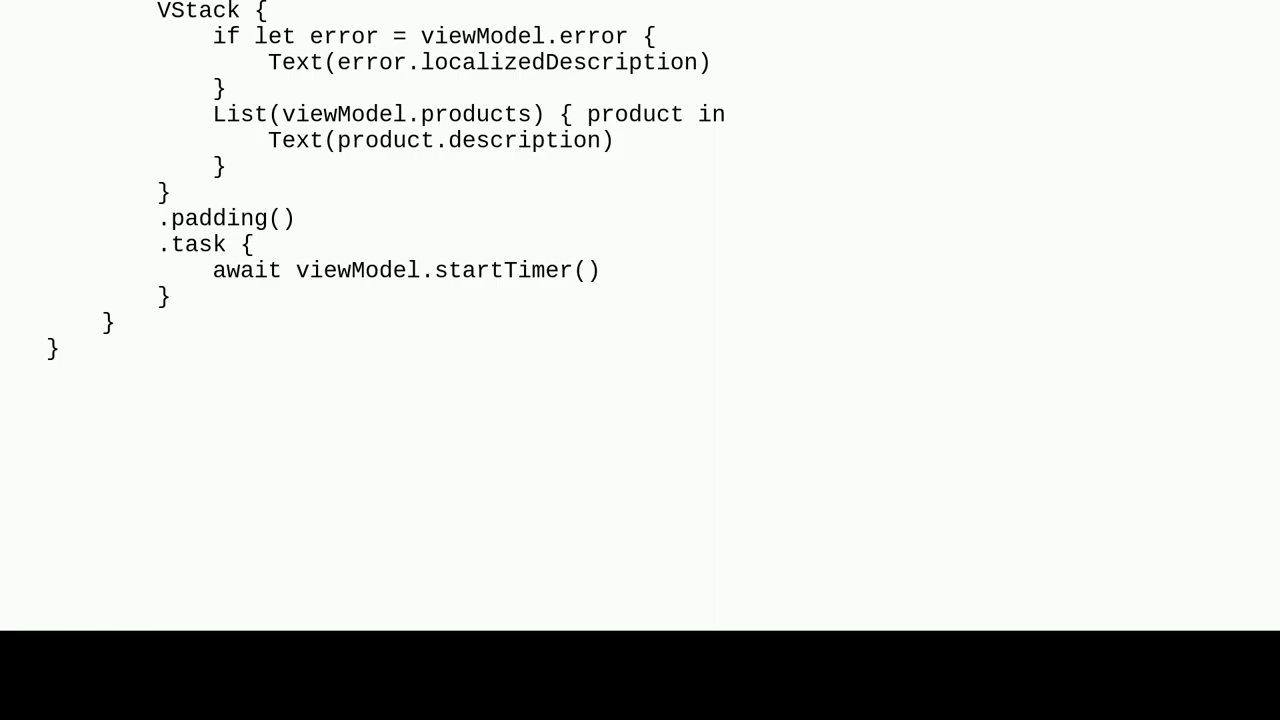 VStack {
if let error = viewModel.error {
Text(error.localizedDescription)
}
List(viewModel.products) { product in
Text(product.description)
}
}
.padding()
.task {
await viewModel.startTimer()
}
}
}